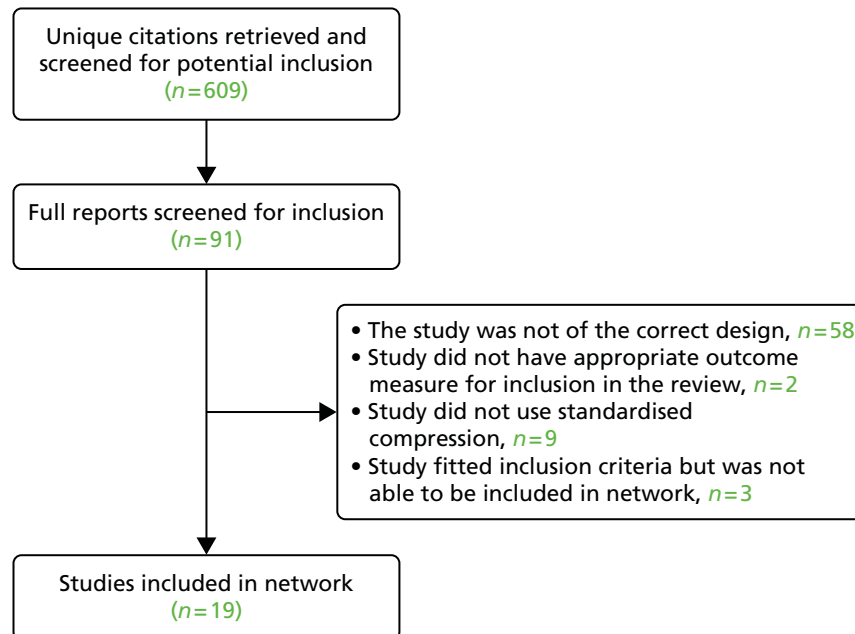 Unique citations retrieved and
screened for potential inclusion
(n=609)
Full reports screened for inclusion
(n=91)
• The study was not of the correct design, n=58
• Study did not have appropriate outcome
measure for inclusion in the review, n=2
• Study did not use standardised
compression, n=9
• Study fitted inclusion criteria but was not
able to be included in network, n=3
Studies included in network
(n=19)